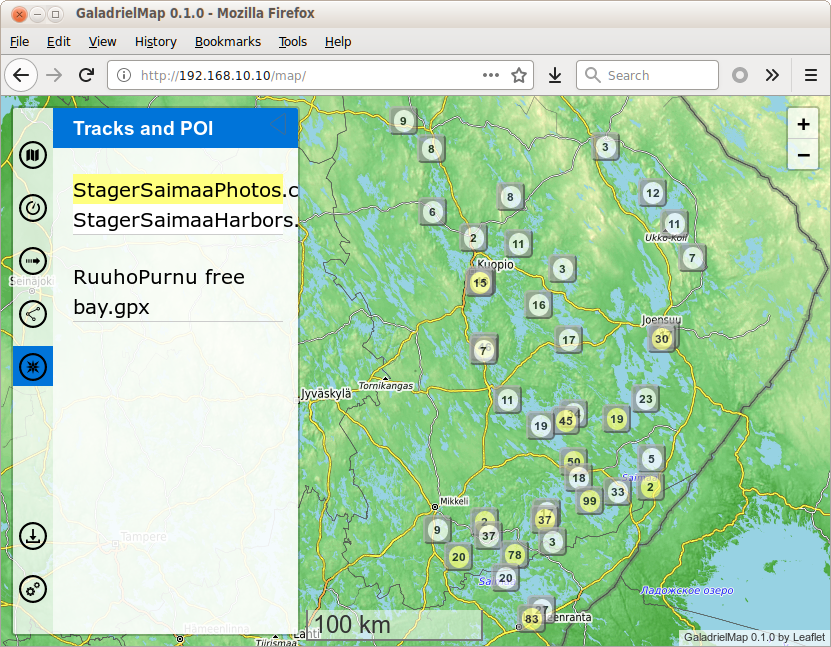 GaladrielMap 0.1.0 - Mozilla Firefox
File Edit View History Bookmarks Tools Help
http://192.168.10.10/map/
Search
Tracks and POI
StagerSaimaaPhotos.c
StagerSaimaaHarbors.
RuuhoPurnu free
bay.gpx
+
−
9
8
3
12
8
6
11
2
11
Ukko-Koli
7
Kuopio
3
Seinäjoki
15
16
Joensuu
17
30
7
Tornikangas
Jyväskylä
11
23
19
45
19
50
5
18
33
2
99
Mikkeli
9
37
37
3
Tampere
20
78
20
Ладожское озеро
83
Hämeenlinna
Lahti
Tiirismaa
100 km
GaladrielMap 0.1.0 by Leaflet